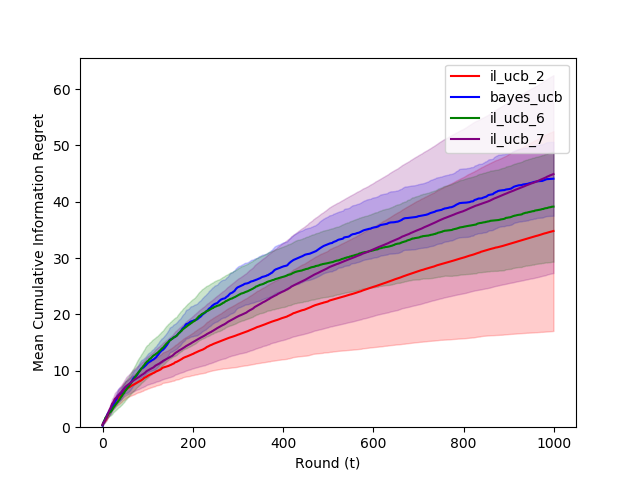 il_ucb_2
bayes_ucb
il_ucb_6
il_ucb_7
Mean Cumulative Information Regret
60
50
40
30
20
10
0
0 200 400 600 800 1000
Round (t)